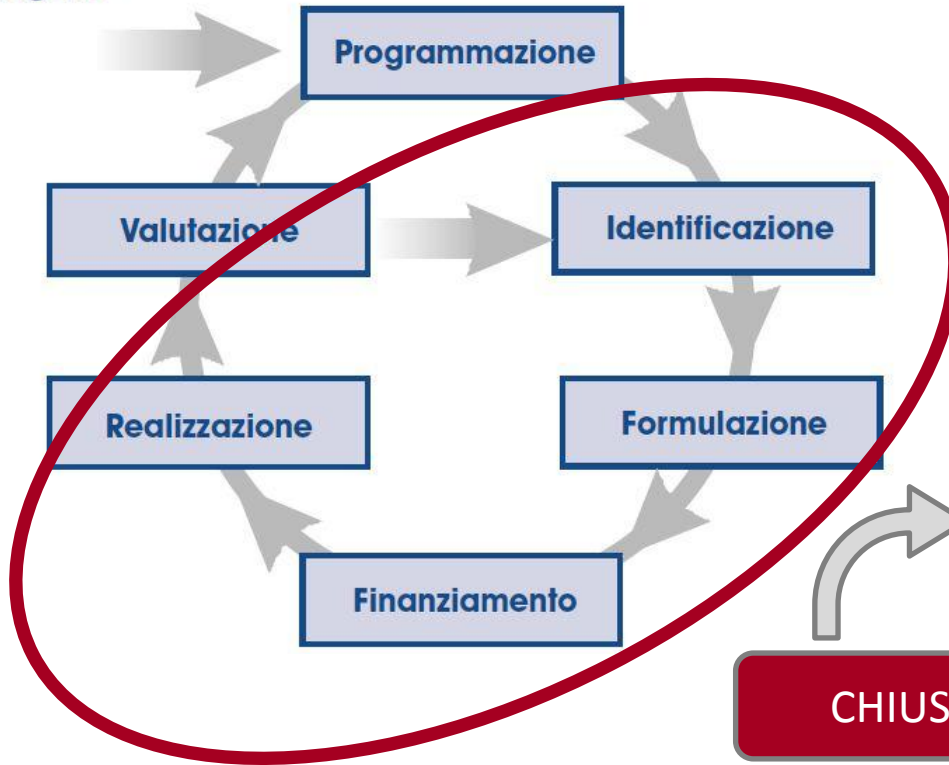 Programmazione
Valutazione
Identificazione
Realizzazione
Formulazione
Finanziamento
CHIUS